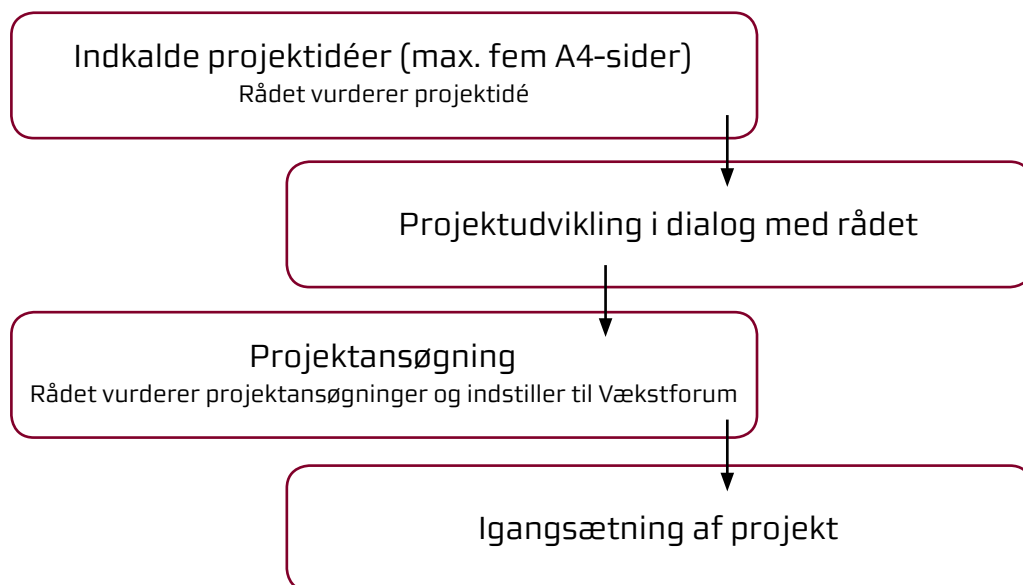 Indkalde projektidéer (max. fem A4-sider)
Rådet vurderer projektidé
Projektudvikling i dialog med rådet
Projektansøgning
Rådet vurderer projektansøgninger og indstiller til Vækstforum
Igangsætning af projekt